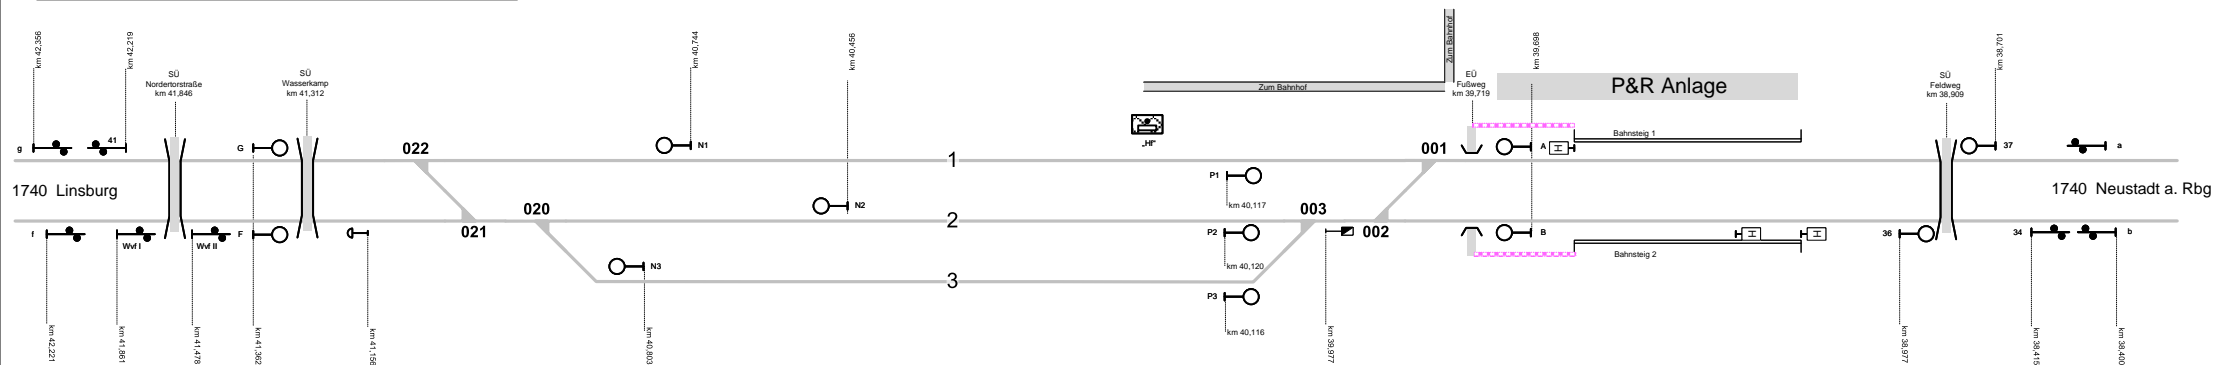 km 42,356
km 42,219
SÜ
Nordertorstraße
km 41,846
SÜ
Wasserkamp
km 41,312
km 40,744
km 40,456
Zum Bahnhof
Zum Bahnhof
EÜ
Fußweg
km 39,719
km 39,698
P&R Anlage
SÜ
Feldweg
km 38,909
km 38,701
g
41
G
022
N1
„Hf"
001
A
H
Bahnsteig 1
37
a
1
1740 Linsburg
P1
km 40,117
1740 Neustadt a. Rbg
N2
020
003
2
021
002
f
Wvf I
Wvf II
F
P2
km 40,120
B
H
H
Bahnsteig 2
36
34
b
N3
3
P3
km 40,116
km 42,221
km 41,861
km 41,478
km 41,362
km 41,156
km 40,803
km 39,977
km 38,977
km 38,415
km 38,400